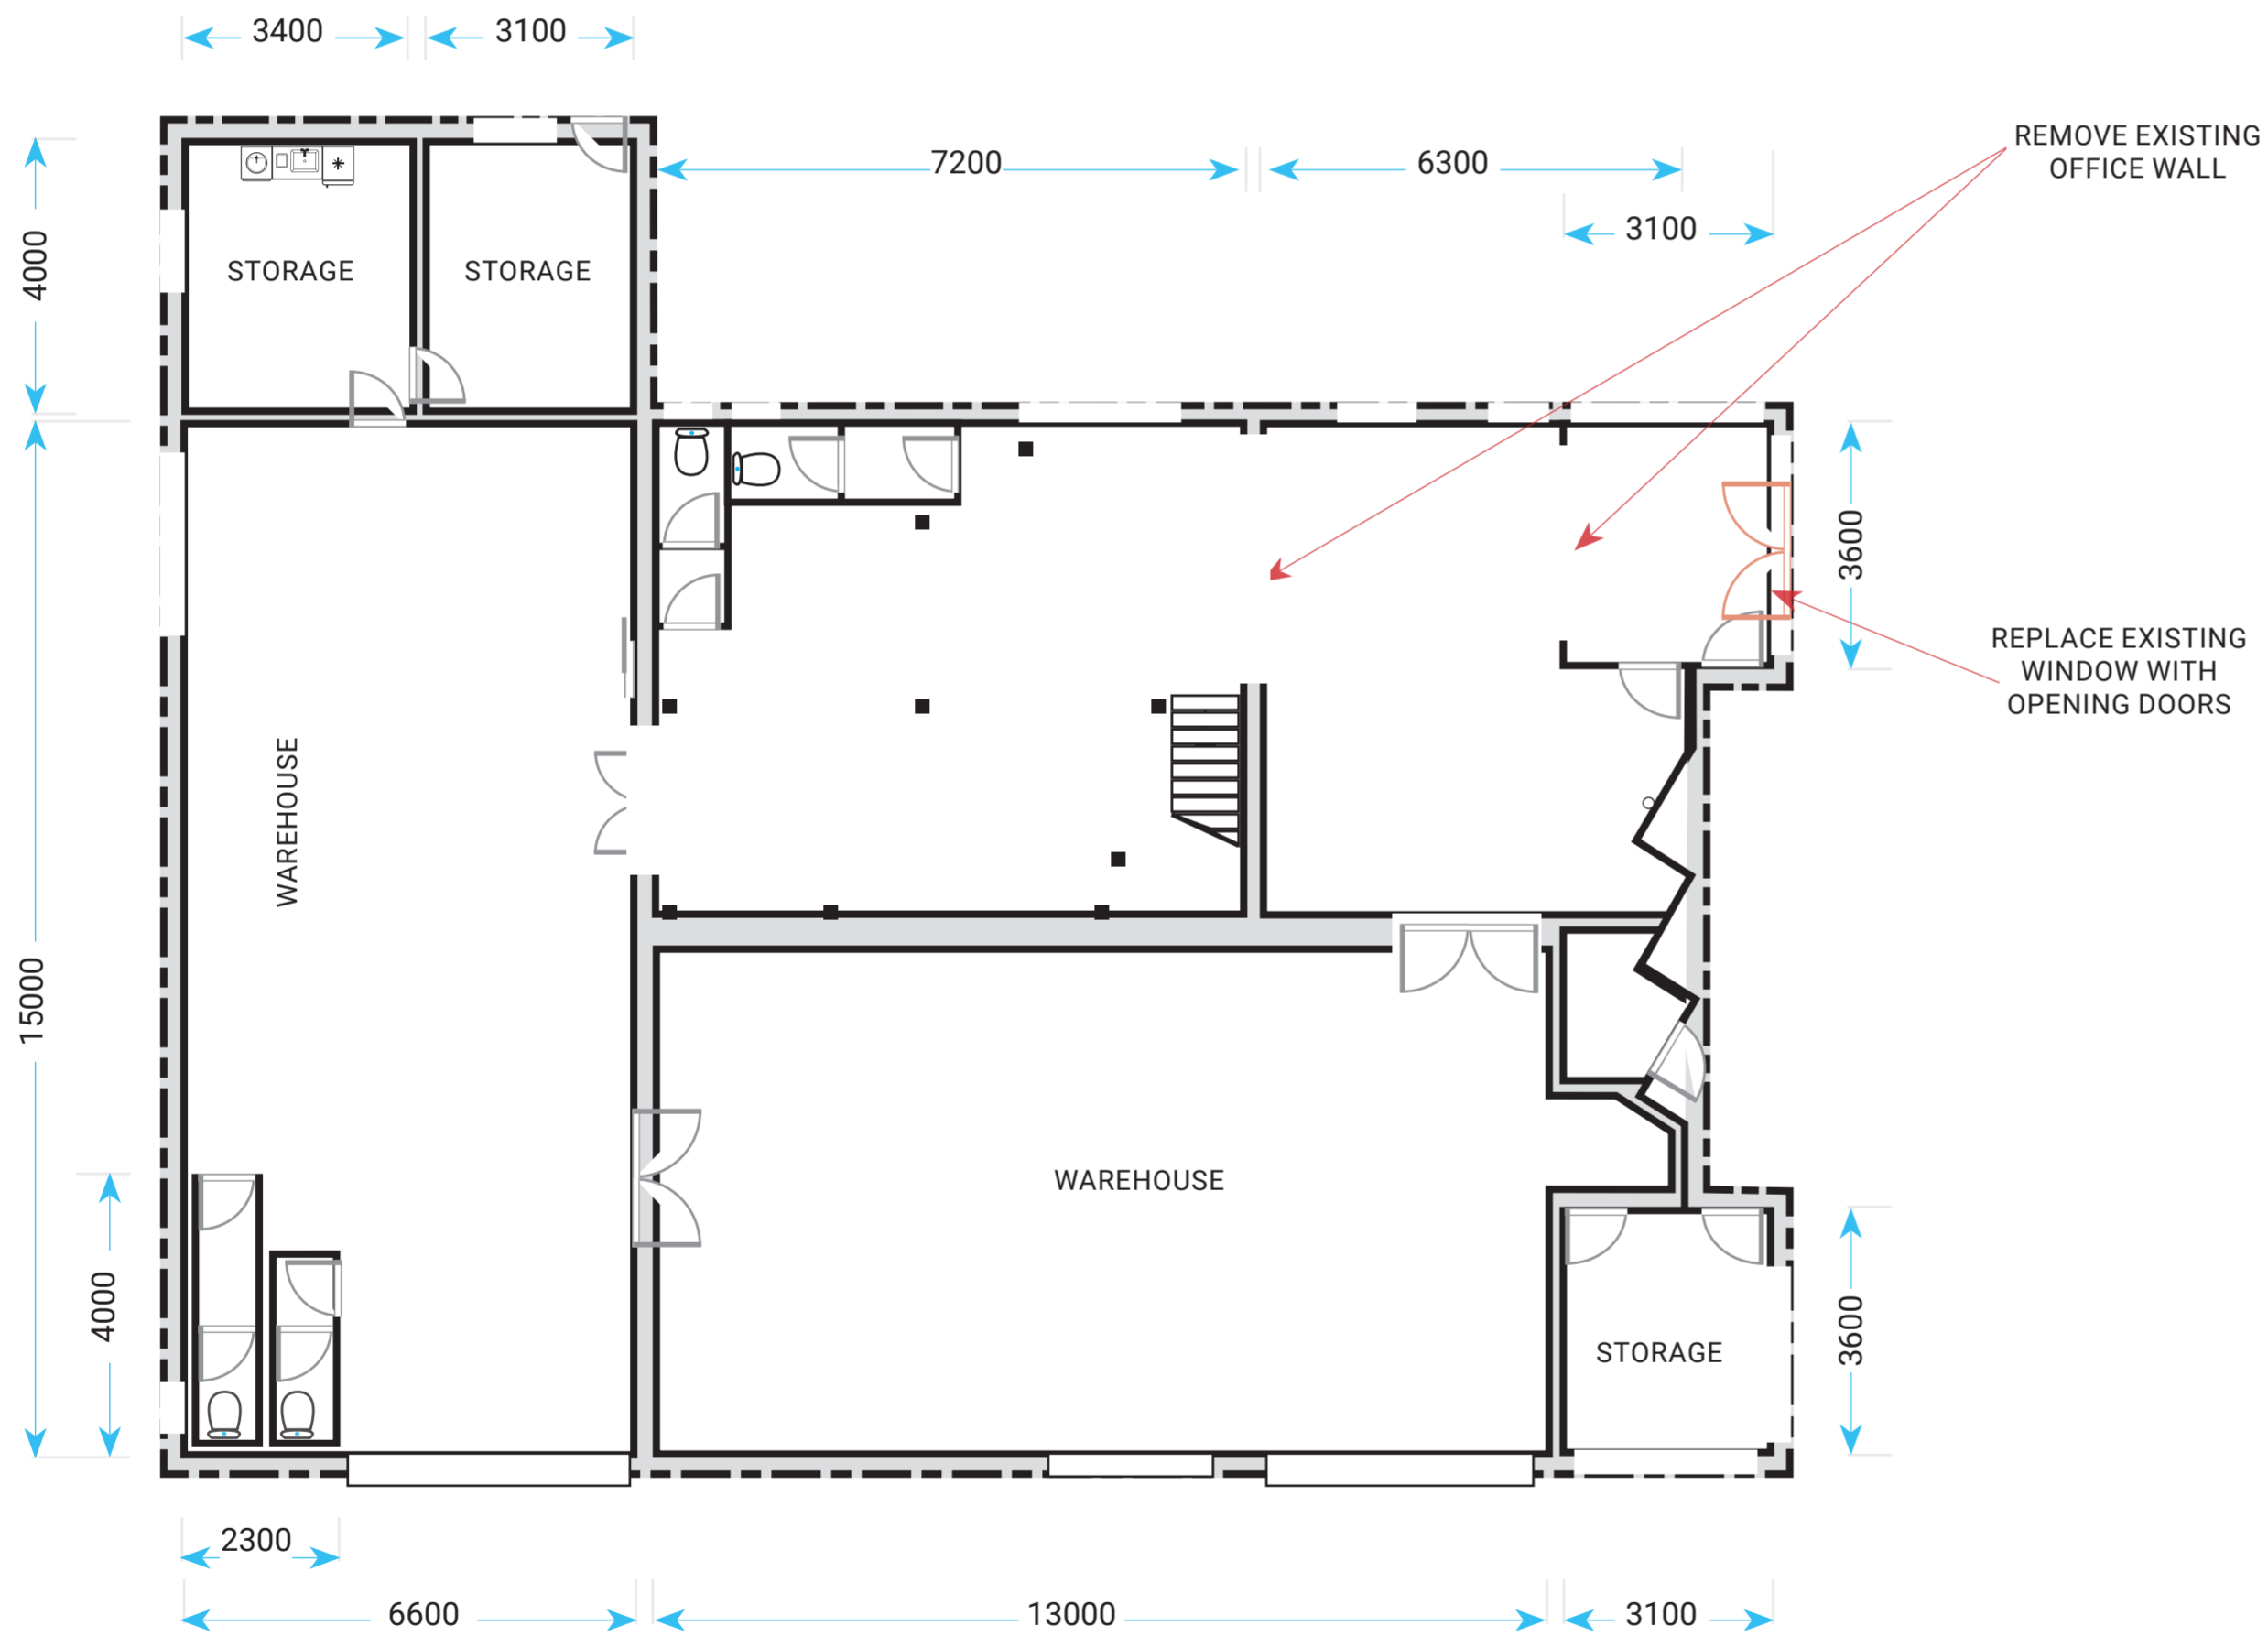 3400
3100
7200
6300
REMOVE EXISTING
OFFICE WALL
3100
4000
STORAGE
STORAGE
3600
REPLACE EXISTING
WINDOW WITH
OPENING DOORS
WAREHOUSE
15000
WAREHOUSE
4000
STORAGE
3600
2300
6600
13000
3100